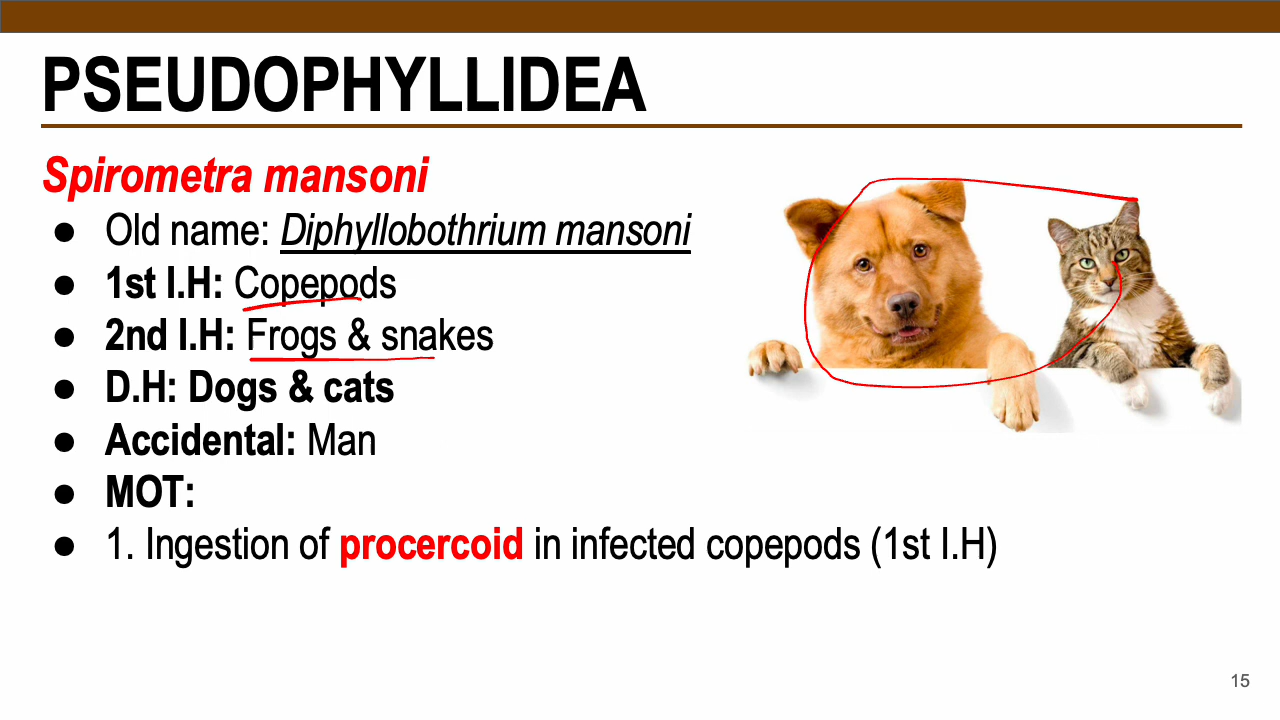 PSEUDOPHYLLIDEA
Spirometra mansoni
● Old name: Diphyllobothrium mansoni
● 1st I.H: Copepods
● 2nd I.H: Frogs & snakes
● D.H: Dogs & cats
● Accidental: Man
● MOT:
● 1. Ingestion of procercoid in infected copepods (1st I.H)
15